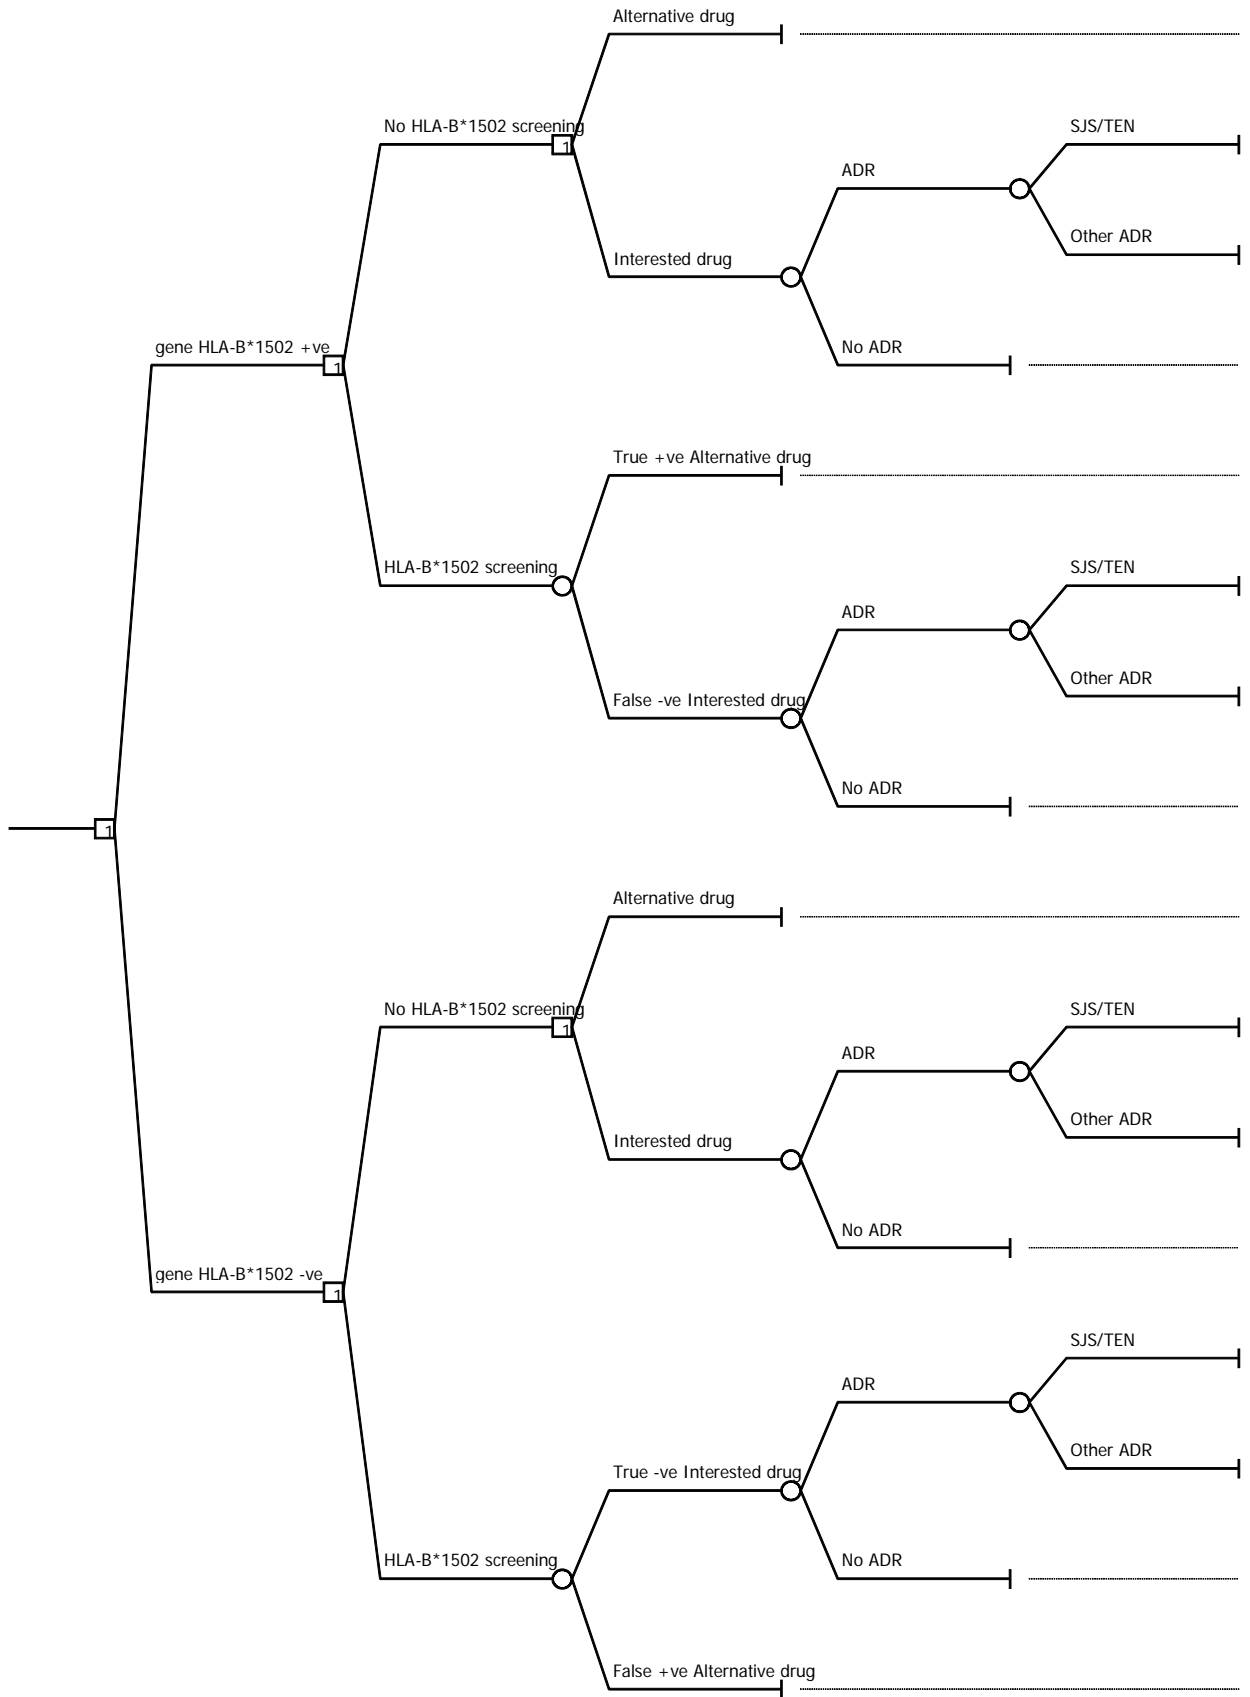 Alternative drug
No HLA-B*1502 screening
1
SJS/TEN
ADR
Other ADR
Interested drug
No ADR
gene HLA-B*1502 +ve
1
True +ve Alternative drug
HLA-B*1502 screening
SJS/TEN
ADR
Other ADR
False -ve Interested drug
No ADR
1
Alternative drug
No HLA-B*1502 screening
1
SJS/TEN
ADR
Other ADR
Interested drug
No ADR
gene HLA-B*1502 -ve
1
SJS/TEN
ADR
Other ADR
True -ve Interested drug
HLA-B*1502 screening
No ADR
False +ve Alternative drug